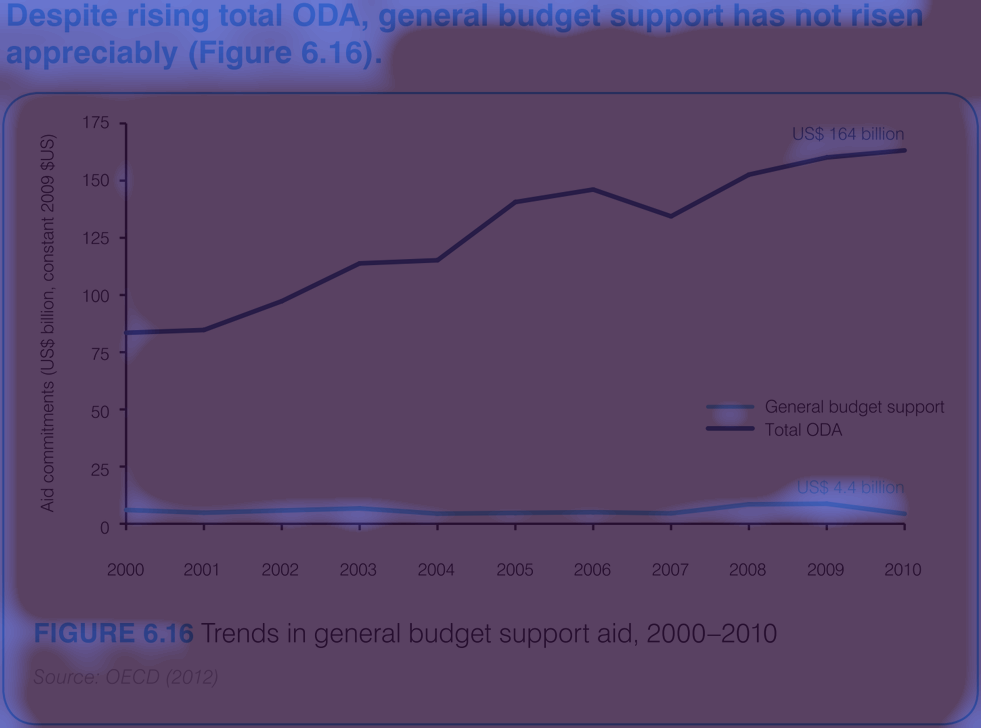 Despite rising total ODA, general budget support has not risen
appreciably (Figure 6.16).
175
150
125
100
75
50
25
0
Aid commitments (US$ billion, constant 2009 $US)
US$ 164 billion
General budget support
Total ODA
US$ 4.4 billion
2000 2001 2002 2003 2004 2005 2006 2007 2008 2009 2010
FIGURE 6.16 Trends in general budget support aid, 2000–2010
Source: OECD (2012)